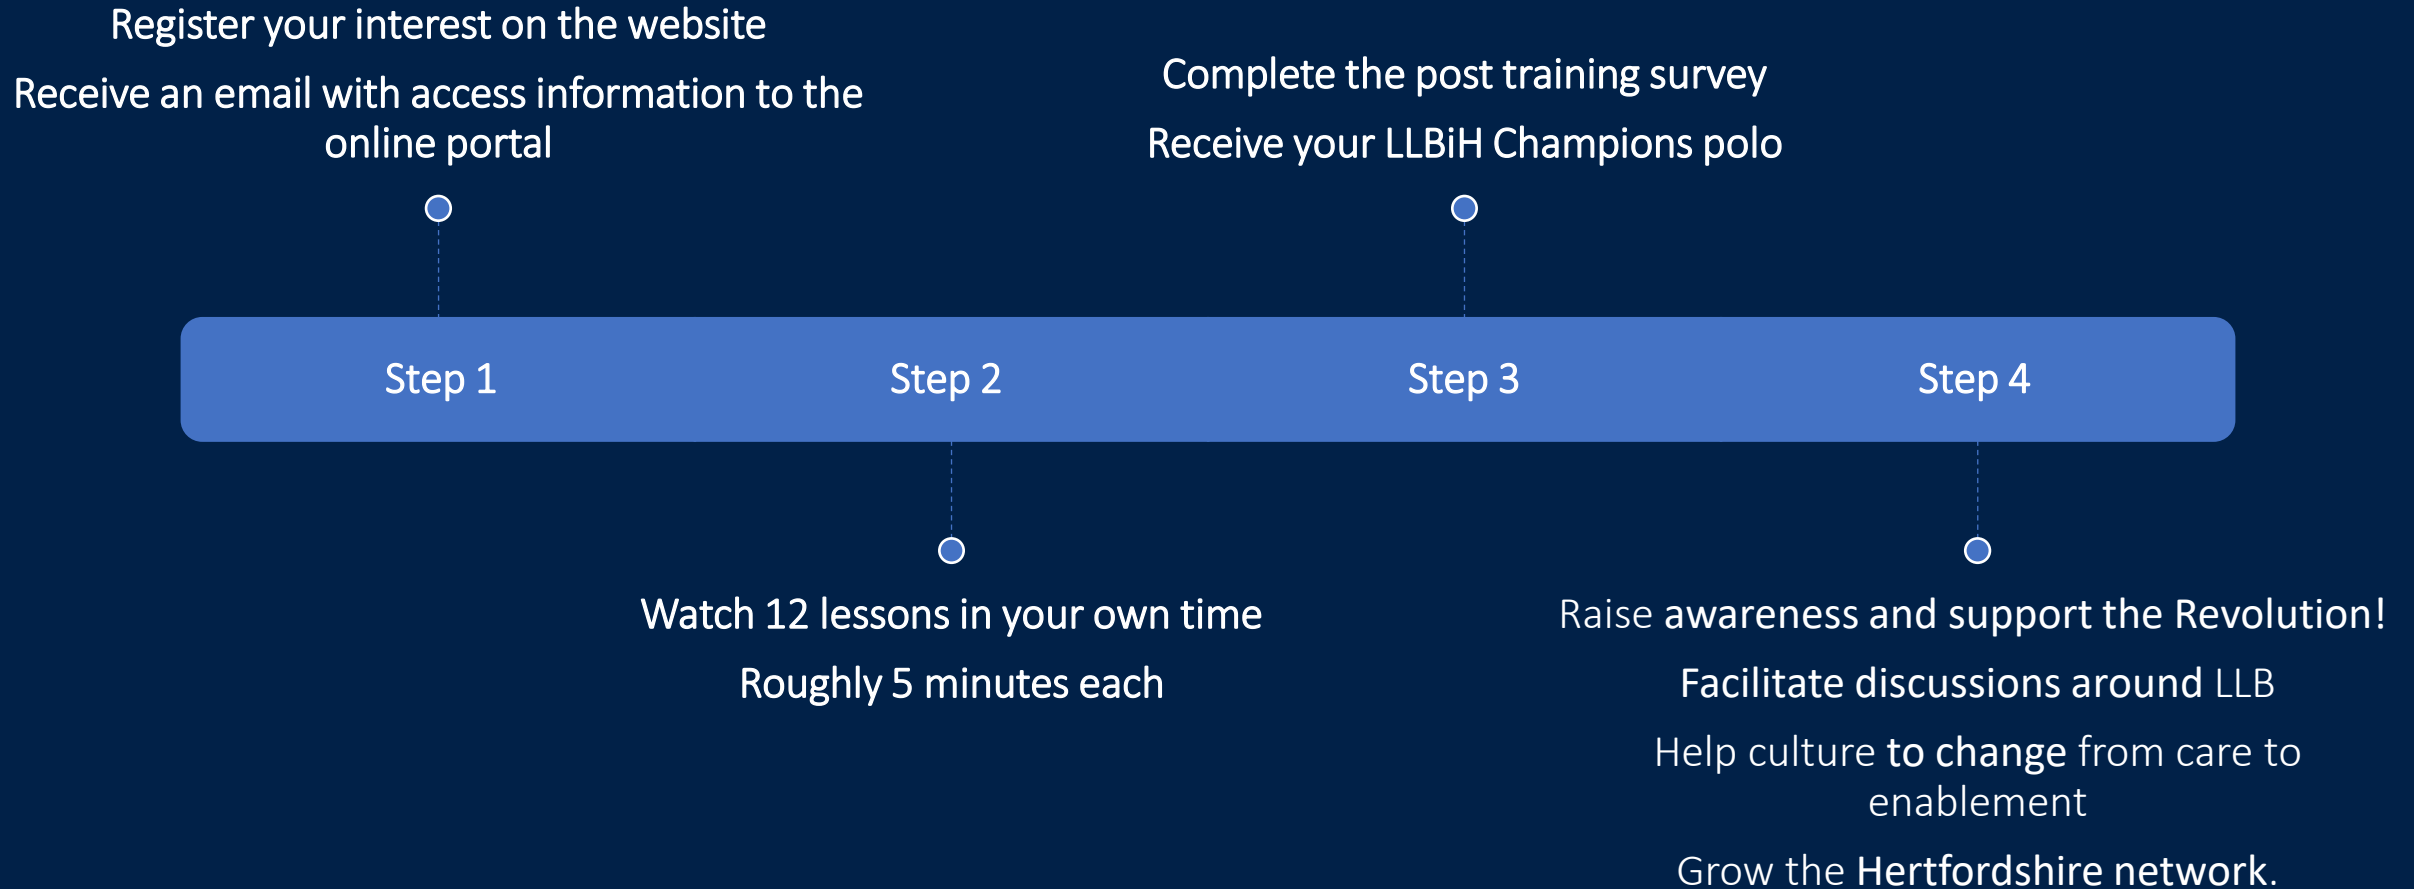 Register your interest on the website
Receive an email with access information to the
online portal
Complete the post training survey
Receive your LLBiH Champions polo
Step 1
Step 2
Step 3
Step 4
Watch 12 lessons in your own time
Roughly 5 minutes each
Raise awareness and support the Revolution!
Facilitate discussions around LLB
Help culture to change from care to
enablement
Grow the Hertfordshire network.